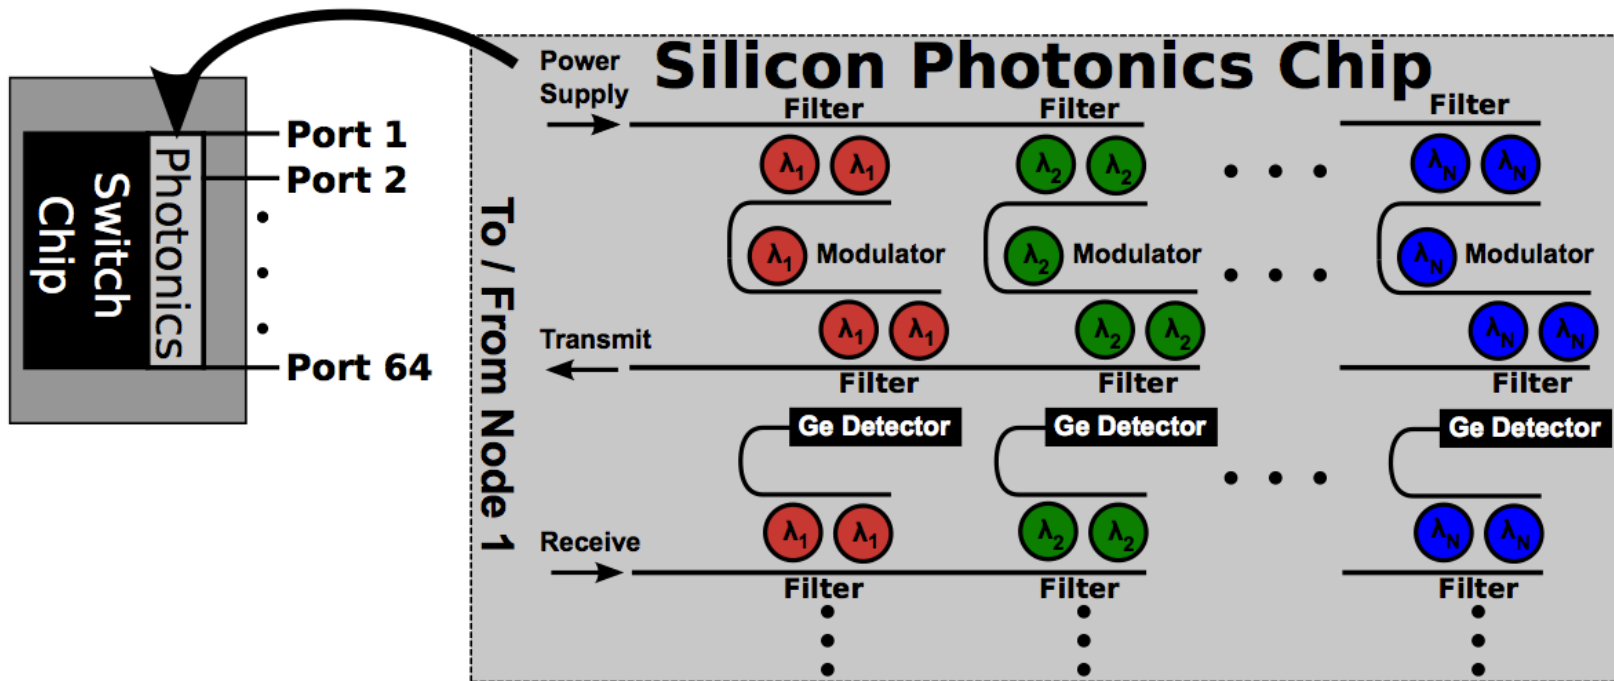 Silicon Photonics Chip
Power
Supply
Filter
Filter
Filter
λ1
λ1
λ2
λ2
λN
λN
λ1
Modulator
λ2
Modulator
λN
Modulator
λ1
λ1
λ2
λ2
λN
λN
Transmit
Filter
Filter
Filter
Ge Detector
Ge Detector
Ge Detector
λ1
λ1
λ2
λ2
λN
λN
Receive
Filter
Filter
Filter
To / From Node 1
Port 1
Port 2
Port 64
Photonics
Switch
Chip